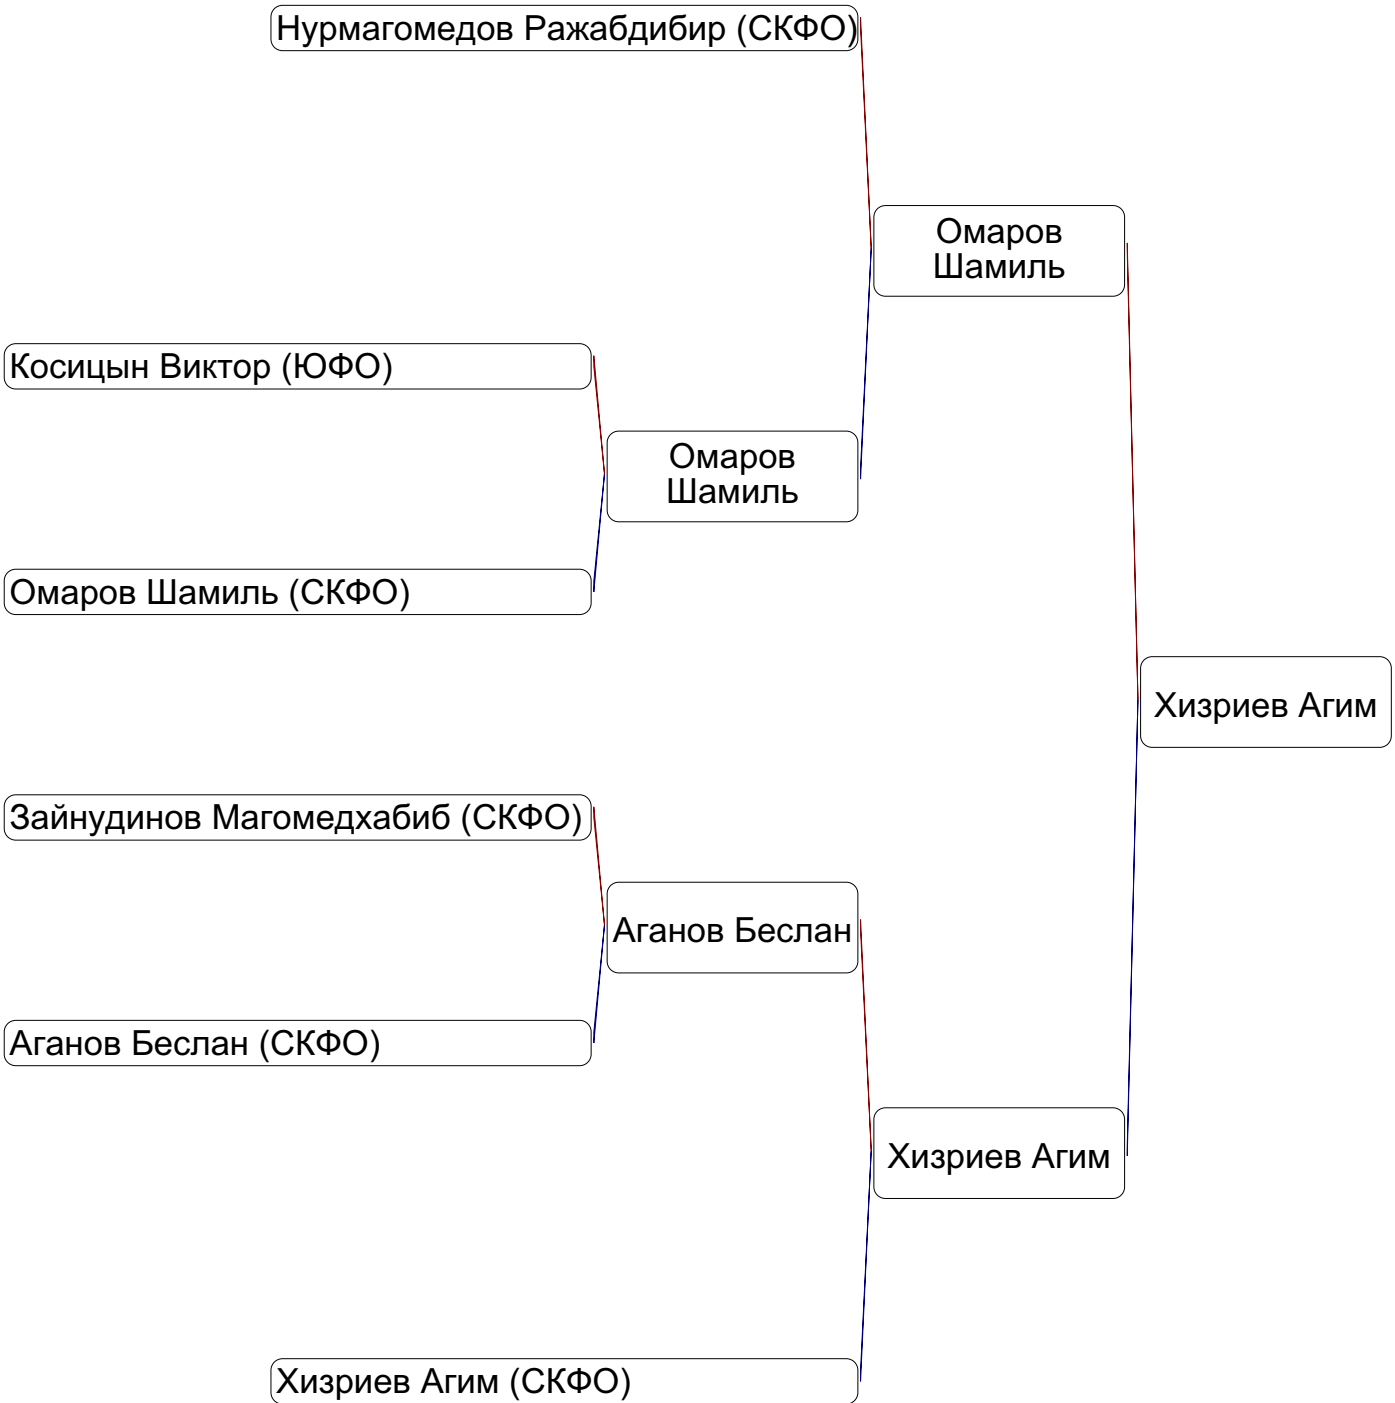 Нурмагомедов Ражабдибир (СКФО)
Омаров
Шамиль
Косицын Виктор (ЮФО)
Омаров
Шамиль
Омаров Шамиль (СКФО)
Хизриев Агим
Зайнудинов Магомедхабиб (СКФО)
Аганов Беслан
Аганов Беслан (СКФО)
Хизриев Агим
Хизриев Агим (СКФО)